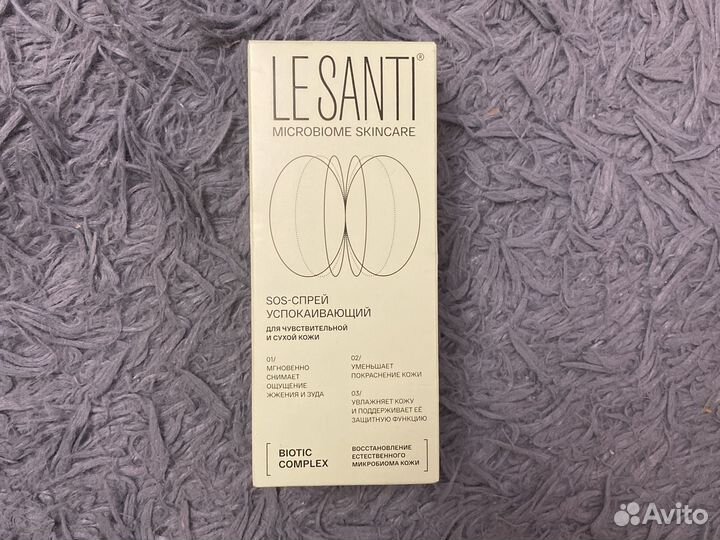 LE SANTI®
MICROBIOME SKINCARE
SOS-СПРЕЙ
УСПОКАИВАЮЩИЙ
ДЛЯ ЧУВСТВИТЕЛЬНОЙ
И СУХОЙ КОЖИ
01/
МГНОВЕННО
СНИМАЕТ
ОЩУЩЕНИЕ
ЖЖЕНИЯ И ЗУДА
02/
УМЕНЬШАЕТ
ПОКРАСНЕНИЕ КОЖИ
03/
УВЛАЖНЯЕТ КОЖУ
И ПОДДЕРЖИВАЕТ ЕЁ
ЗАЩИТНУЮ ФУНКЦИЮ
BIOTIC
COMPLEX
ВОССТАНОВЛЕНИЕ
ЕСТЕСТВЕННОГО
МИКРОБИОМА КОЖИ
Avito